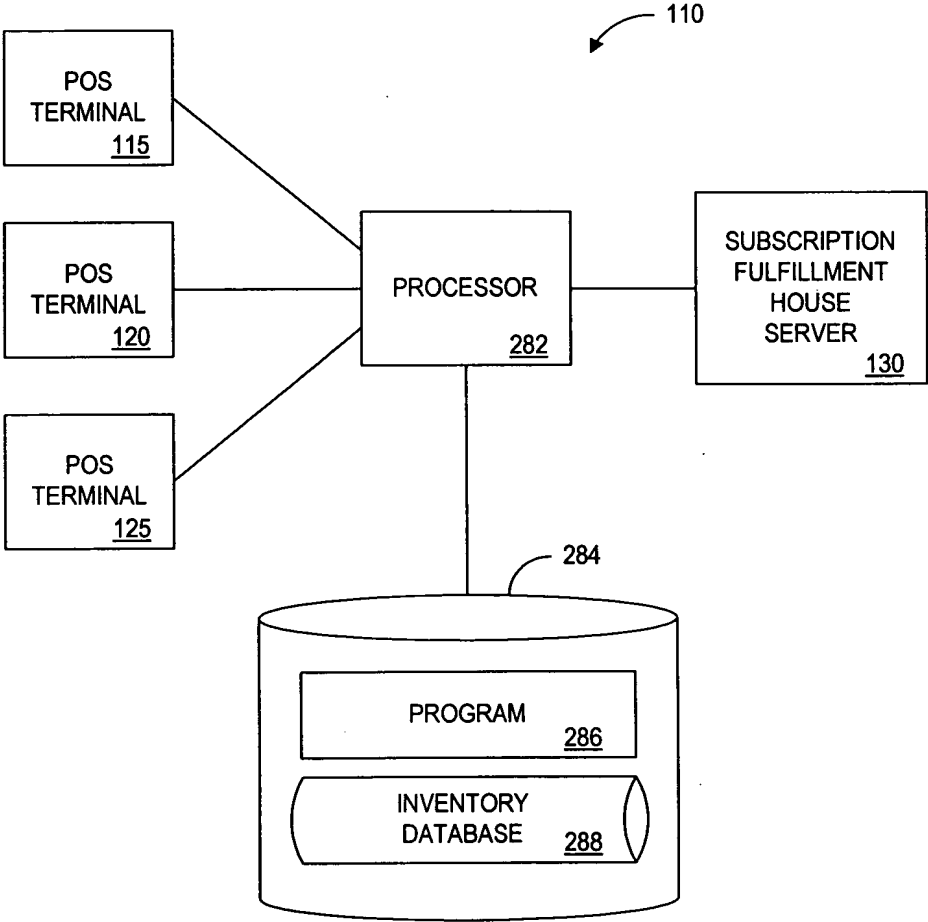 110
POS
TERMINAL
115
POS
TERMINAL
120
POS
TERMINAL
125
PROCESSOR
282
SUBSCRIPTION
FULFILLMENT
HOUSE
SERVER
130
284
PROGRAM
286
INVENTORY
DATABASE
288